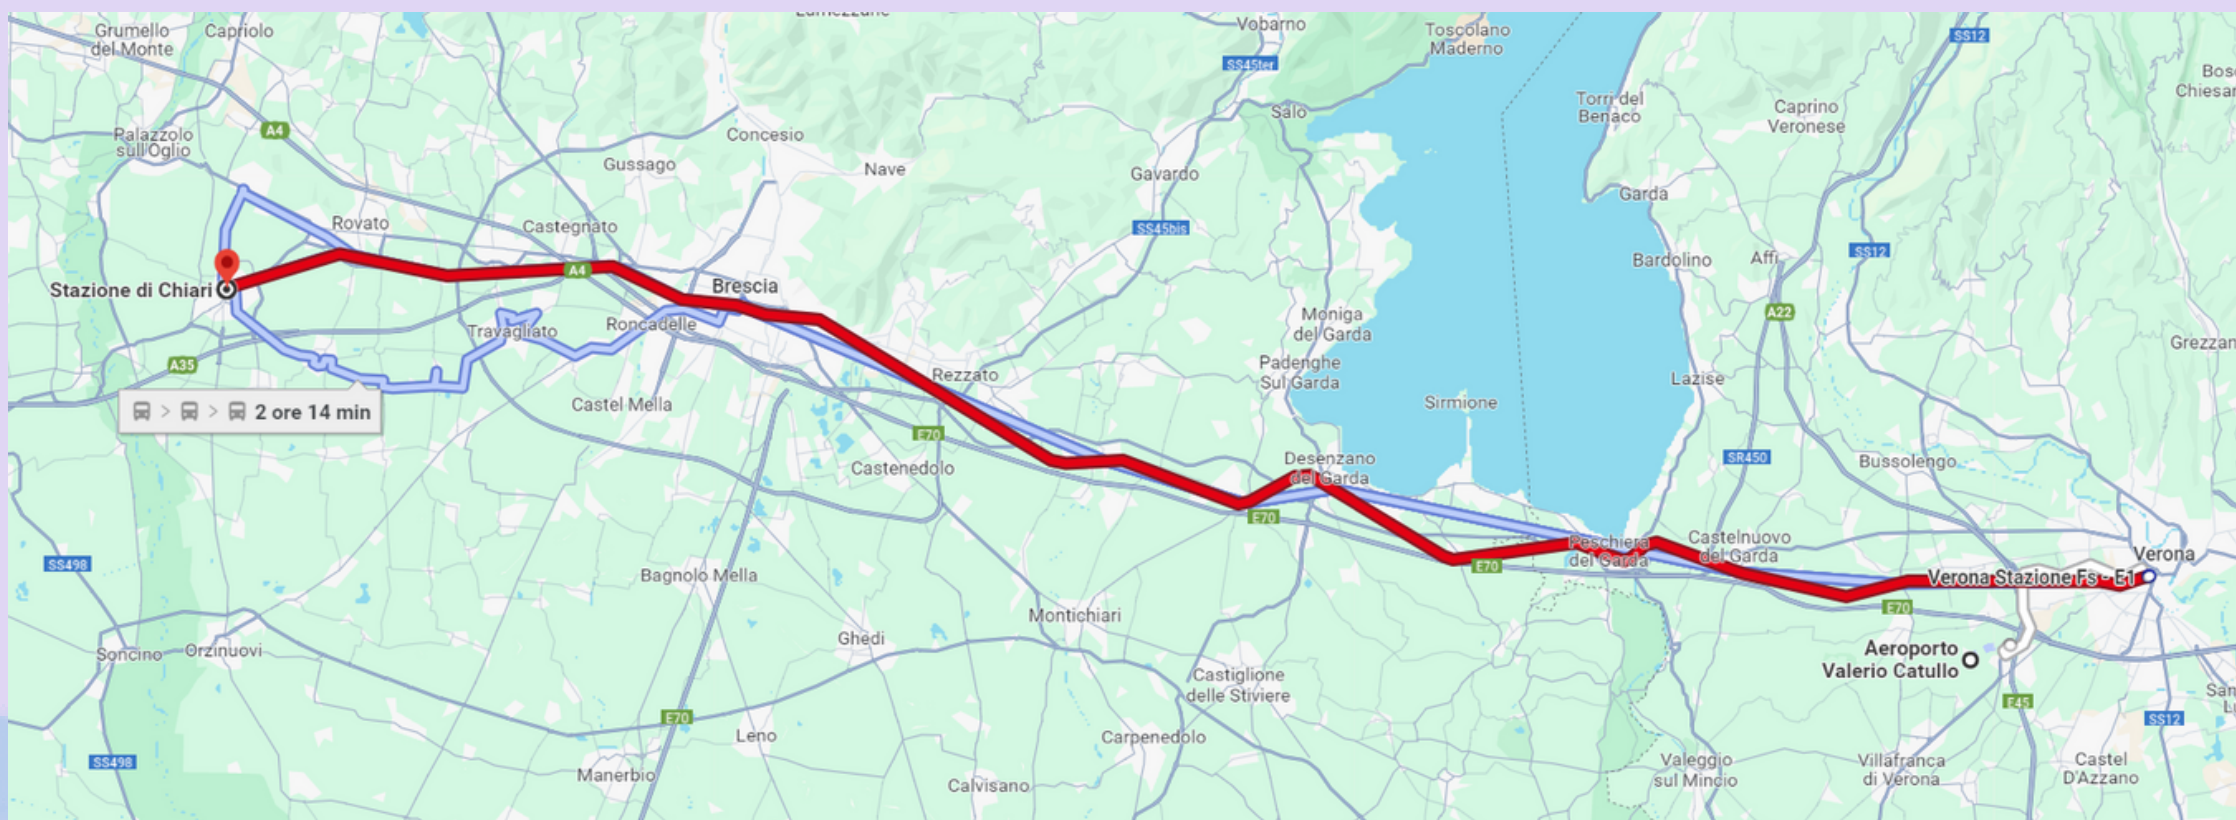 Lumezzane
Vobarno
Toscolano
Maderno
SS12
Grumello
del Monte
Capriolo
SS45ter
Caprino
Veronese
Torri del
Benaco
Salò
A4
Palazzolo
sull'Oglio
Concesio
Gussago
Nave
Gavardo
Garda
Rovato
Castegnato
SS45bis
SS12
Bardolino
Affi
A4
Stazione di Chiari
Brescia
A22
Travagliato
Roncadelle
Moniga
del Garda
Padenghe
Sul Garda
Lazise
A35
Rezzato
2 ore 14 min
Castel Mella
Sirmione
E70
Castenedolo
Desenzano
del Garda
SR450
Bussolengo
E70
SS498
Bagnolo Mella
E70
Peschiera
del Garda
Castelnuovo
del Garda
Verona
Verona Stazione Fs - E1
E70
Montichiari
Ghedi
Soncino
Orzinuovi
Aeroporto
Valerio Catullo
Castiglione
delle Stiviere
E45
SS12
E70
Leno
Carpenedolo
SS498
Manerbio
Calvisano
Valeggio
sul Mincio
Villafranca
di Verona
Castel
D'Azzano